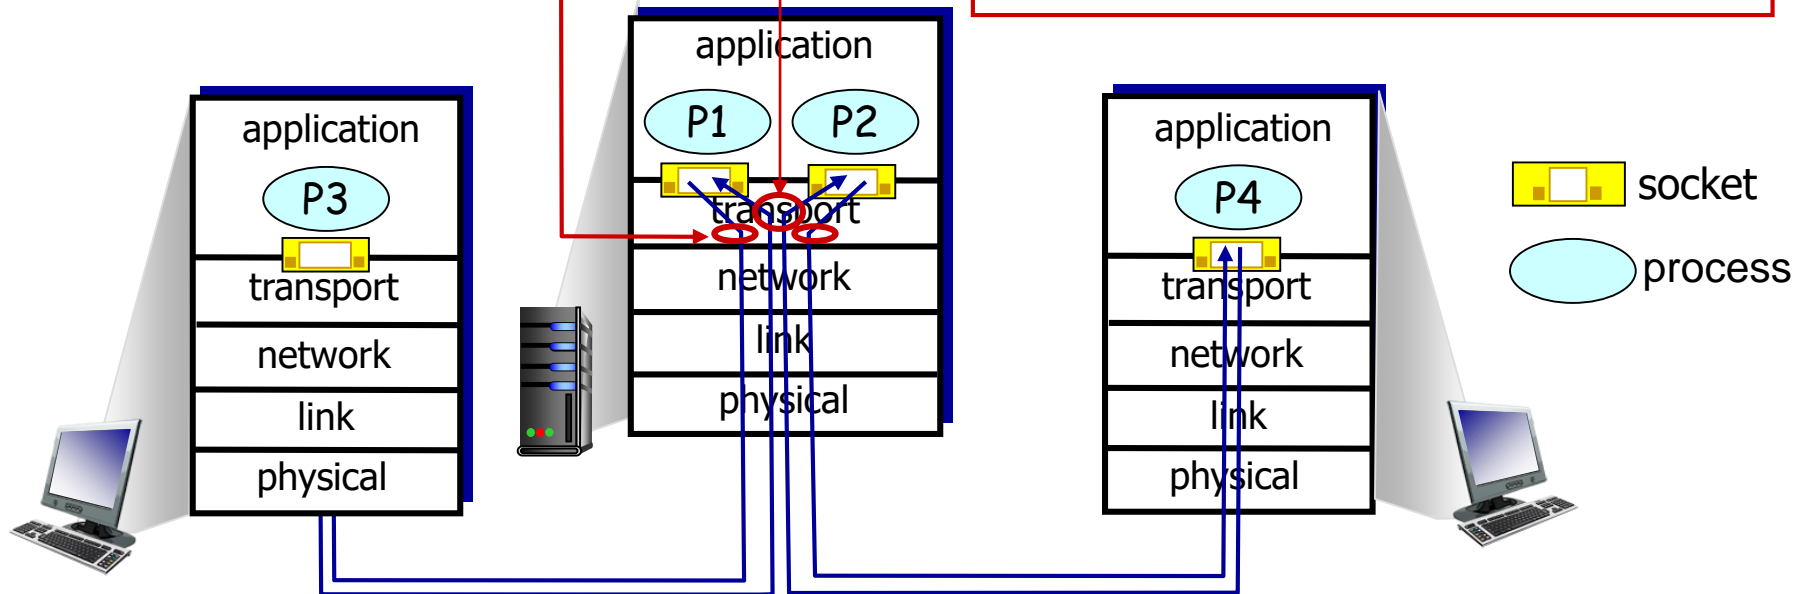 application
P1
P2
transport
network
link
physical
application
P3
transport
network
link
physical
application
P4
transport
network
link
physical
socket
process